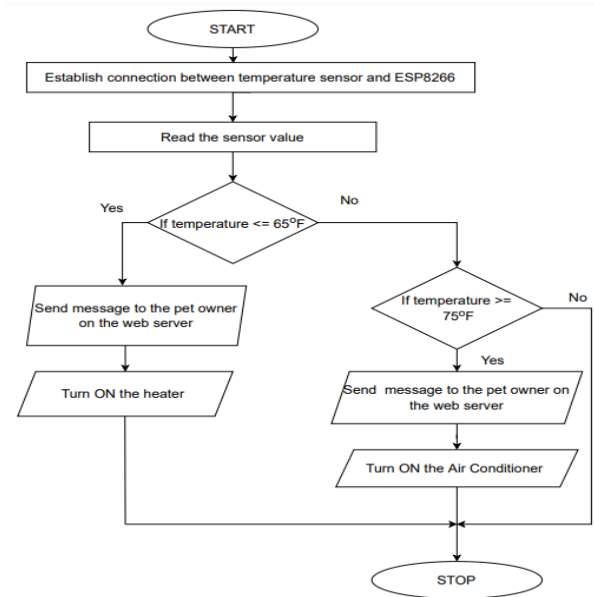 START
Establish connection between temperature sensor and ESP8266
Read the sensor value
Yes
No
If temperature <= 65°F
Send message to the pet owner
on the web server
Turn ON the heater
If temperature >=
75°F
No
Yes
Send message to the pet owner on
the web server
Turn ON the Air Conditioner
STOP